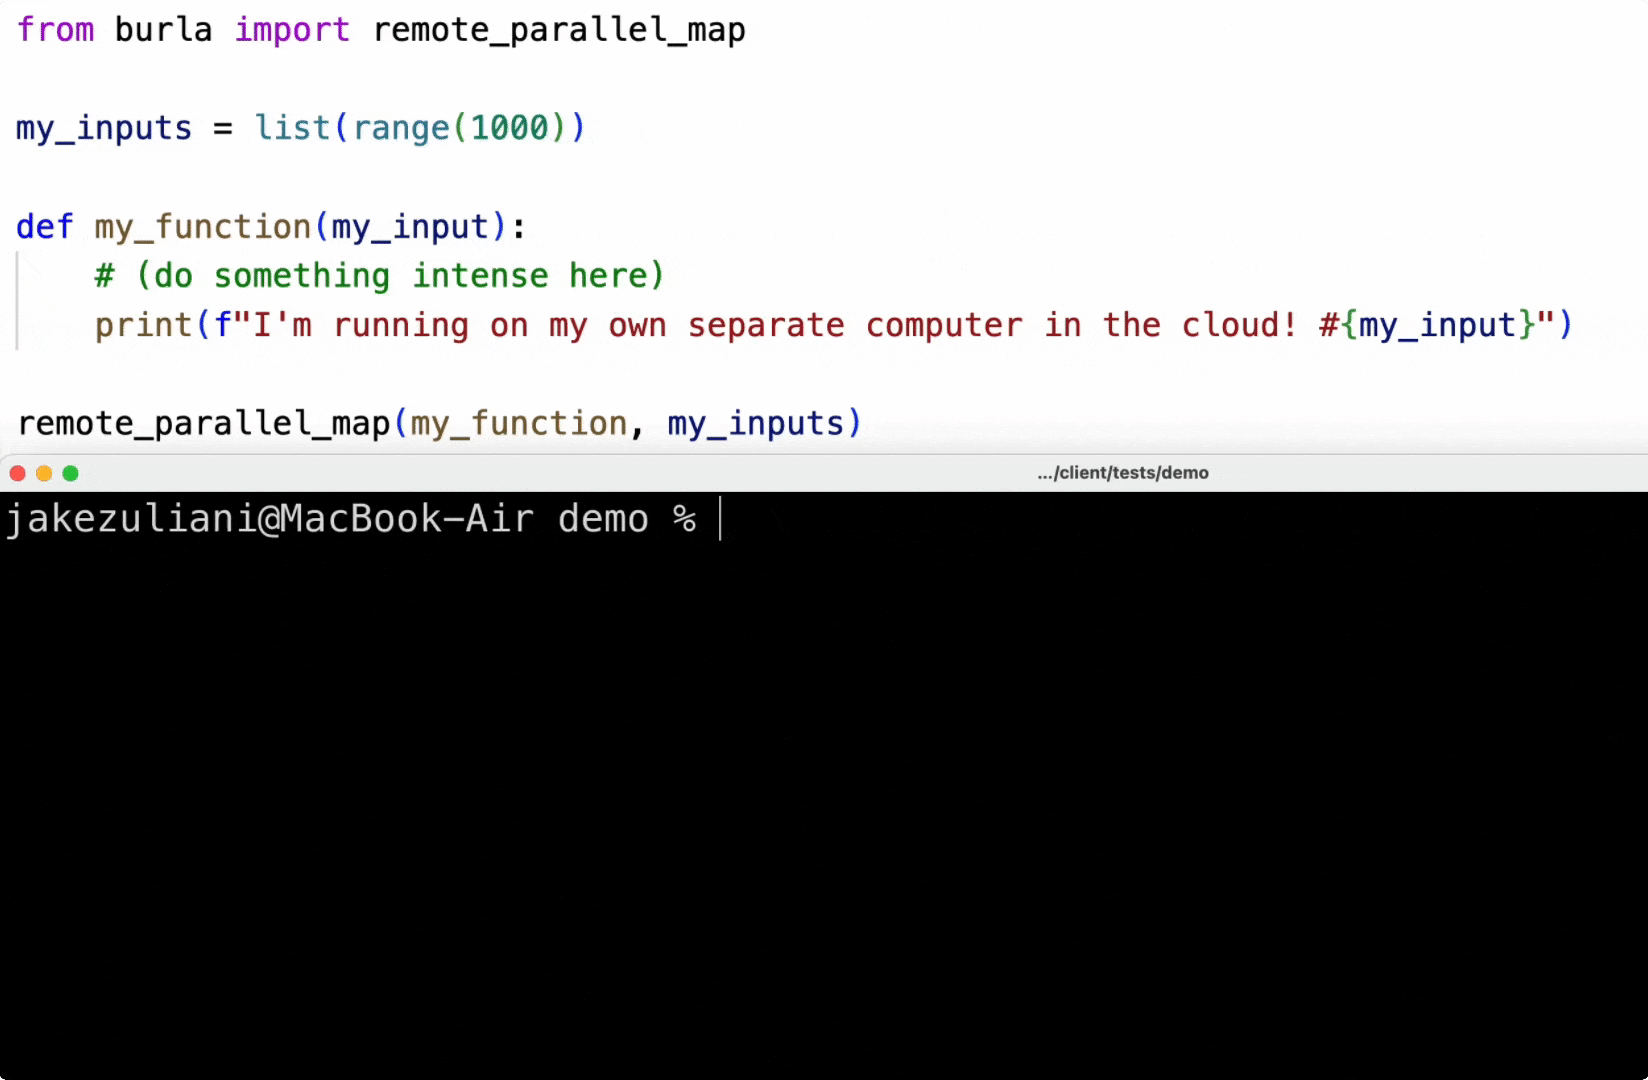 from burla import remote_parallel_map
my_inputs = list(range(1000))
def my_function(my_input):
    # (do something intense here)
    print(f"I'm running on my own separate computer in the cloud! #{my_input}")
remote_parallel_map(my_function, my_inputs)
.../client/tests/demo
jakezuliani@MacBook-Air demo %